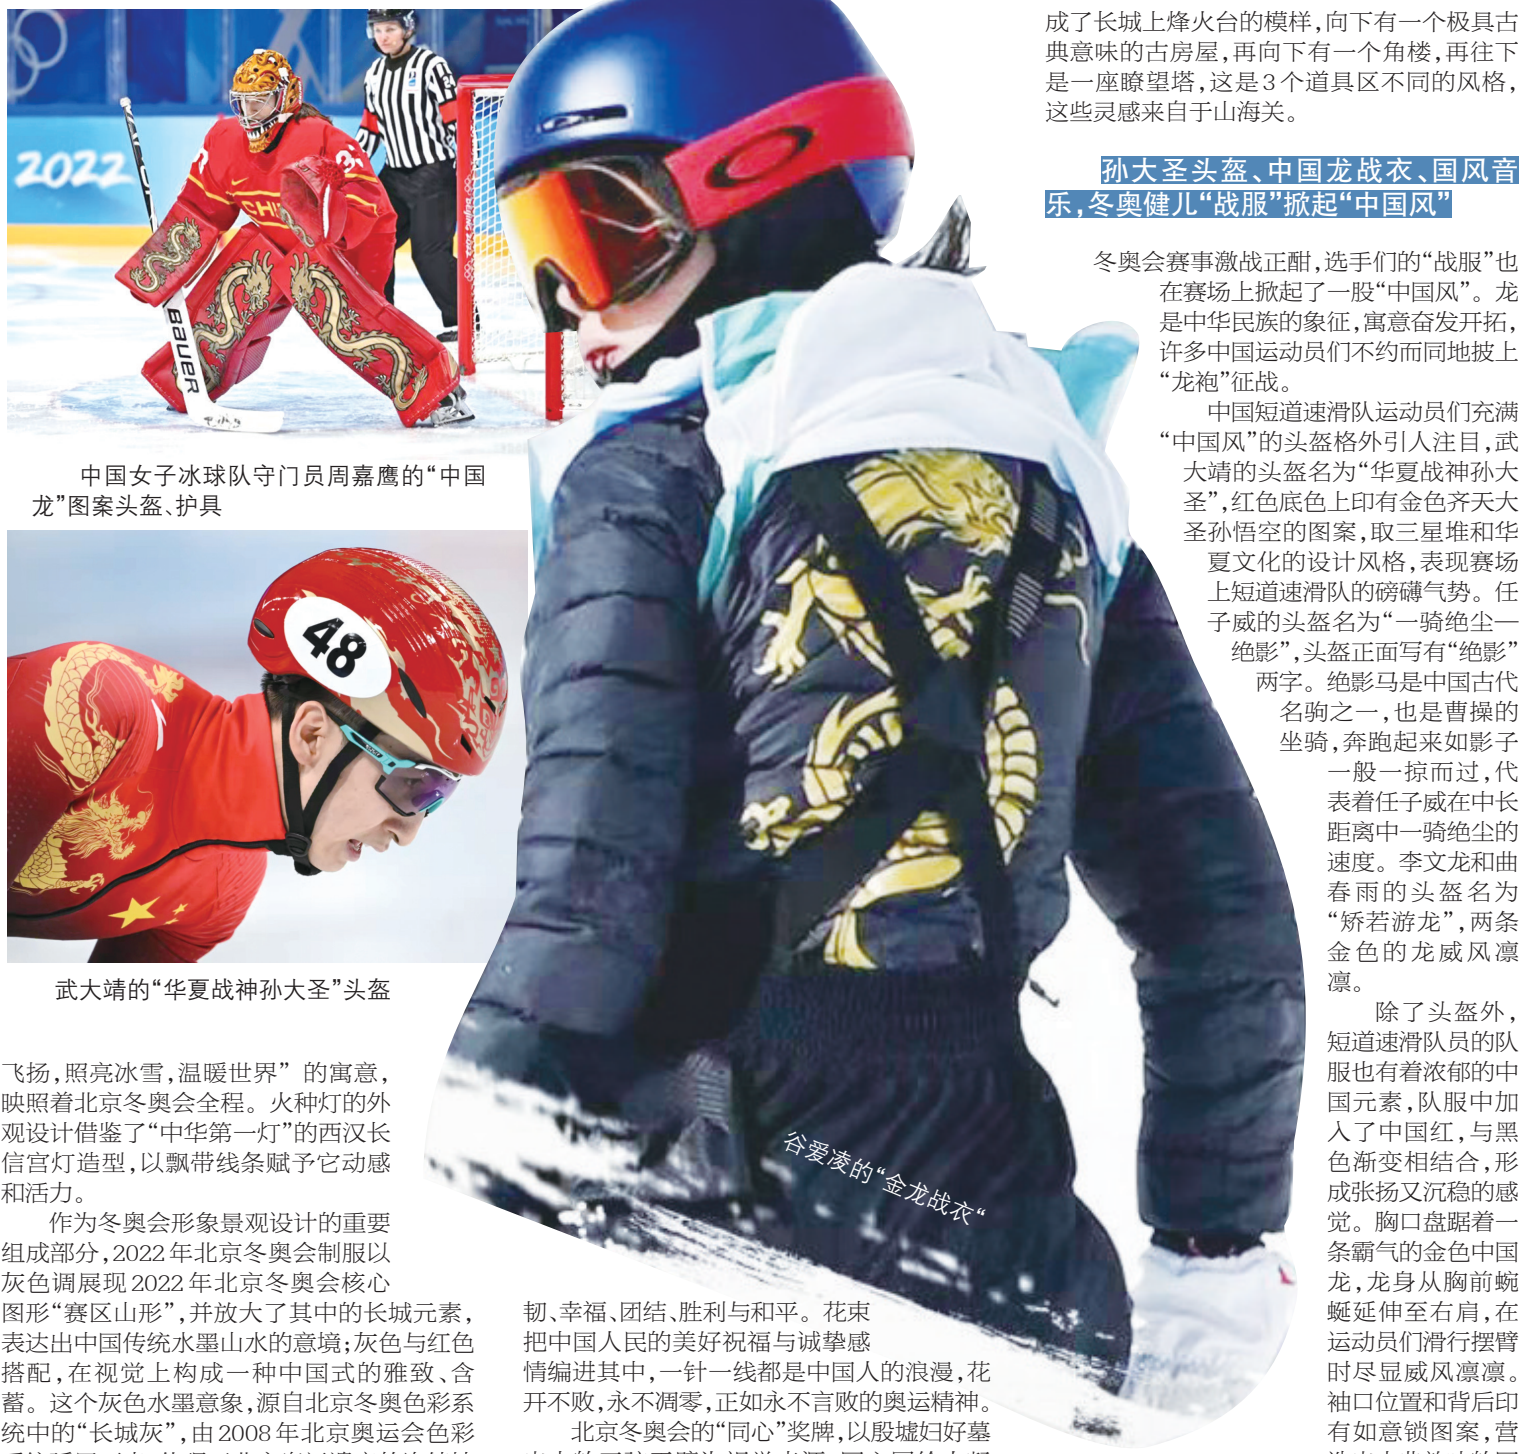 成了长城上烽火台的模样,向下有一个极具古
典意味的古房屋,再向下有一个角楼,再往下
是一座瞭望塔,这是3个道具区不同的风格,
这些灵感来自于山海关。
孙大圣头盔、中国龙战衣、国风音
乐,冬奥健儿“战服”掀起“中国风”
冬奥会赛事激战正酣,选手们的“战服”也
在赛场上掀起了一股“中国风”。龙
是中华民族的象征,寓意奋发开拓,
许多中国运动员们不约而同地披上
“龙袍”征战。
中国短道速滑队运动员们充满
“中国风”的头盔格外引人注目,武
大靖的头盔名为“华夏战神孙大
圣”,红色底色上印有金色齐天大
圣孙悟空的图案,取三星堆和华
夏文化的设计风格,表现赛场
上短道速滑队的磅礴气势。任
子威的头盔名为“一骑绝尘—
绝影”,头盔正面写有“绝影”
两字。绝影马是中国古代
名驹之一,也是曹操的
坐骑,奔跑起来如影子
一般一掠而过,代
表着任子威在中长
距离中一骑绝尘的
速度。李文龙和曲
春雨的头盔名为
“矫若游龙”,两条
金色的龙威风凛
凛。
除了头盔外,
短道速滑队员的队
服也有着浓郁的中
国元素,队服中加
入了中国红,与黑
色渐变相结合,形
成张扬又沉稳的感
觉。胸口盘踞着一
条霸气的金色中国
龙,龙身从胸前蜿
蜒延伸至右肩,在
运动员们滑行摆臂
时尽显威风凛凛。
袖口位置和背后印
有如意锁图案,营
2022
BAUER
中国女子冰球队守门员周嘉鹰的“中国
龙”图案头盔、护具
48
武大靖的“华夏战神孙大圣”头盔
谷爱凌的“金龙战衣“
飞扬,照亮冰雪,温暖世界”的寓意,
映照着北京冬奥会全程。火种灯的外
观设计借鉴了“中华第一灯”的西汉长
信宫灯造型,以飘带线条赋予它动感
和活力。
作为冬奥会形象景观设计的重要
组成部分,2022年北京冬奥会制服以
灰色调展现2022年北京冬奥会核心
图形“赛区山形”,并放大了其中的长城元素,
表达出中国传统水墨山水的意境;灰色与红色
搭配,在视觉上构成一种中国式的雅致、含
蓄。这个灰色水墨意象,源自北京冬奥色彩系
统中的“长城灰”,由2008年北京奥运会色彩
韧、幸福、团结、胜利与和平。花束
把中国人民的美好祝福与诚挚感
情编进其中,一针一线都是中国人的浪漫,花
开不败,永不凋零,正如永不言败的奥运精神。
北京冬奥会的“同心”奖牌,以殷墟妇好墓